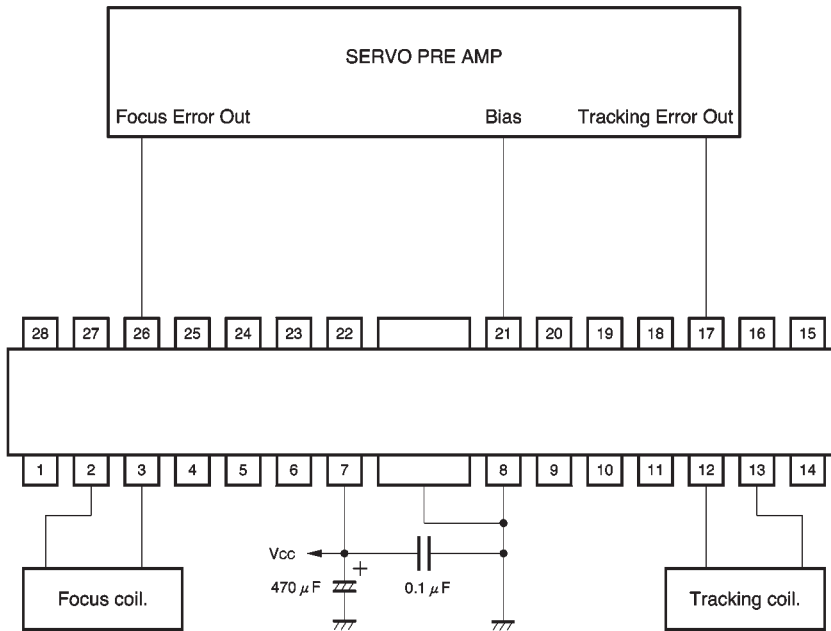 SERVO PRE AMP
Focus Error Out Bias Tracking Error Out
28 27 26 25 24 23 22 21 20 19 18 17 16 15
1 2 3 4 5 6 7 8 9 10 11 12 13 14
Vcc
+
470 μF 0.1 μF
Focus coil. Tracking coil.